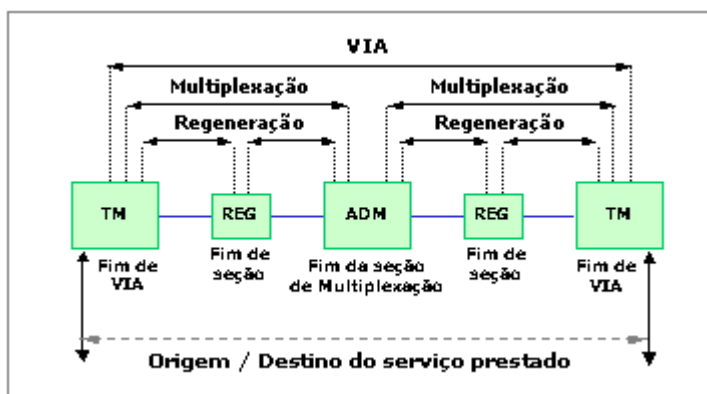 VIA
Multiplexação Multiplexação
Regeneração Regeneração
TM REG ADM REG TM
Fim de VIA
Fim de seção
Fim da seção de Multiplexação
Fim de seção
Fim de VIA
Origem / Destino do serviço prestado